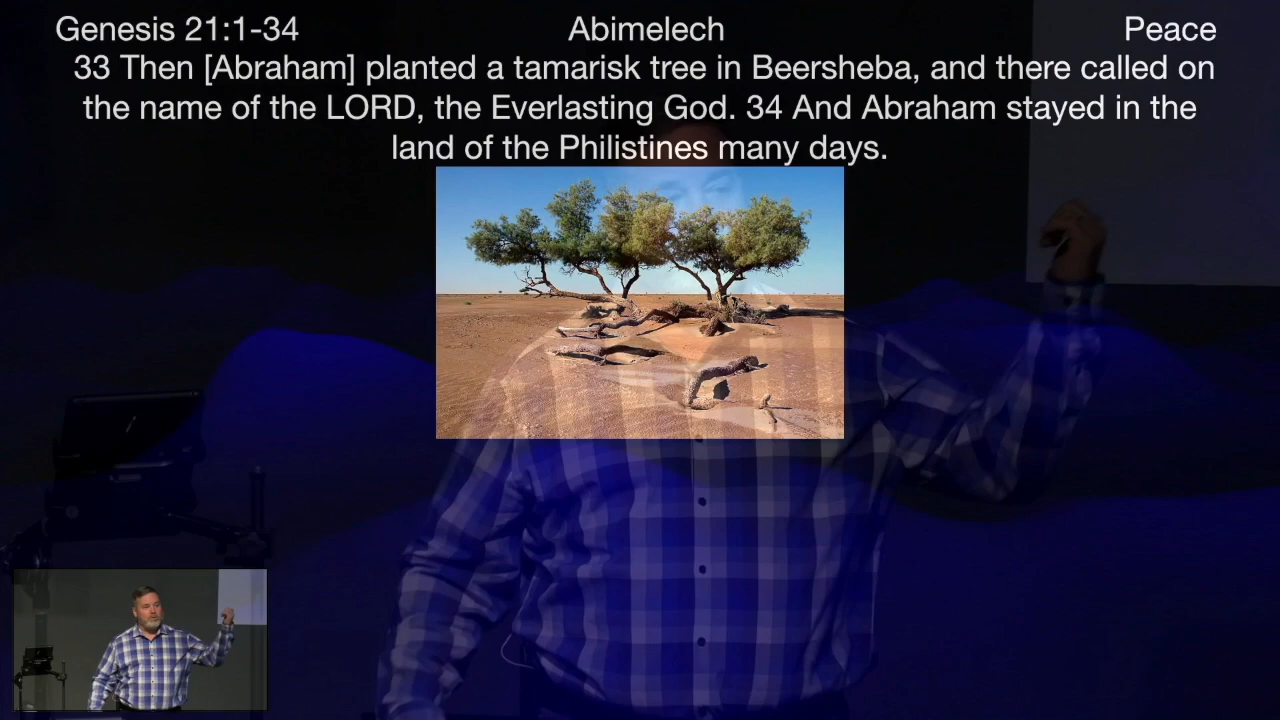 Genesis 21:1-34 Abimelech Peace
33 Then [Abraham] planted a tamarisk tree in Beersheba, and there called on
the name of the LORD, the Everlasting God. 34 And Abraham stayed in the
land of the Philistines many days.